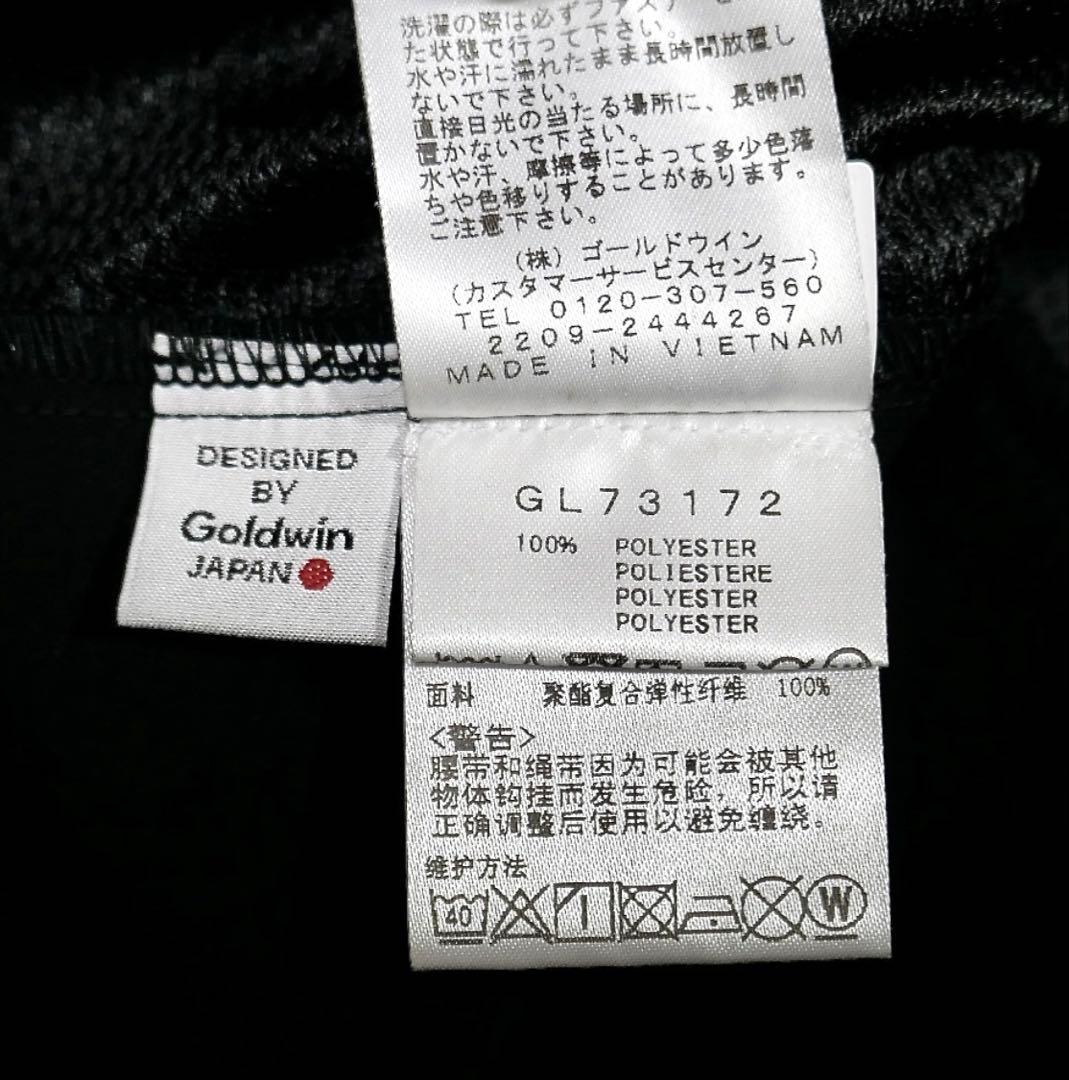 洗濯の際は必ずファスナーを
た状態で行って下さい。
水や汗に濡れたまま長時間放置し
ないで下さい。
直接日光の当たる場所に、長時間
置かないで下さい。
水や汗、摩擦等によって多少色落
ちや色移りすることがあります。
ご注意下さい。
(株)ゴールドウイン
(カスタマーサービスセンター)
TEL 0120-307-560
2209-2444267
MADE IN VIETNAM
DESIGNED
BY
Goldwin
JAPAN
GL73172
100% POLYESTER
POLIESTERE
POLYESTER
POLYESTER
面料 聚酯复合弹性纤维 100%
<警告>
腰带和绳带因为可能会被其他
物体钩挂而发生危险，所以请
正确调整后使用以避免缠绕。
维护方法
40 W